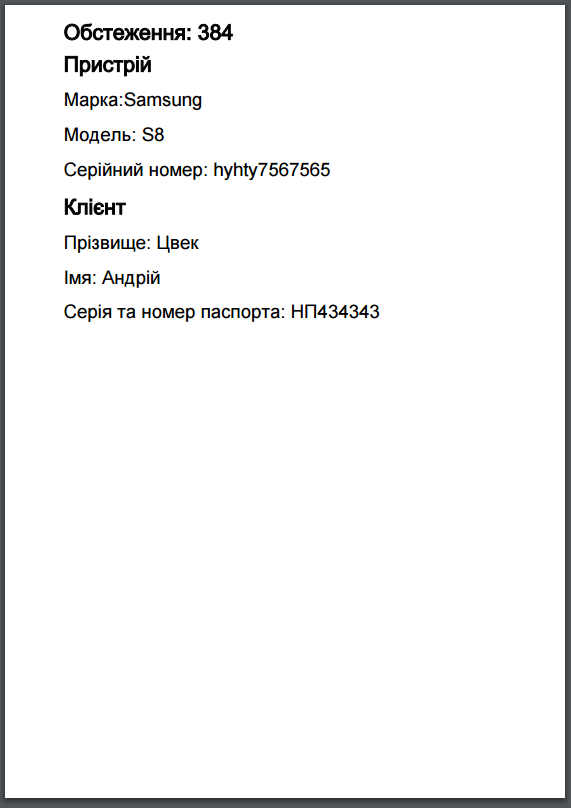 Обстеження: 384
Пристрій
Марка:Samsung
Модель: S8
Серійний номер: hyhty7567565
Клієнт
Прізвище: Цвек
Імя: Андрій
Серія та номер паспорта: НП434343